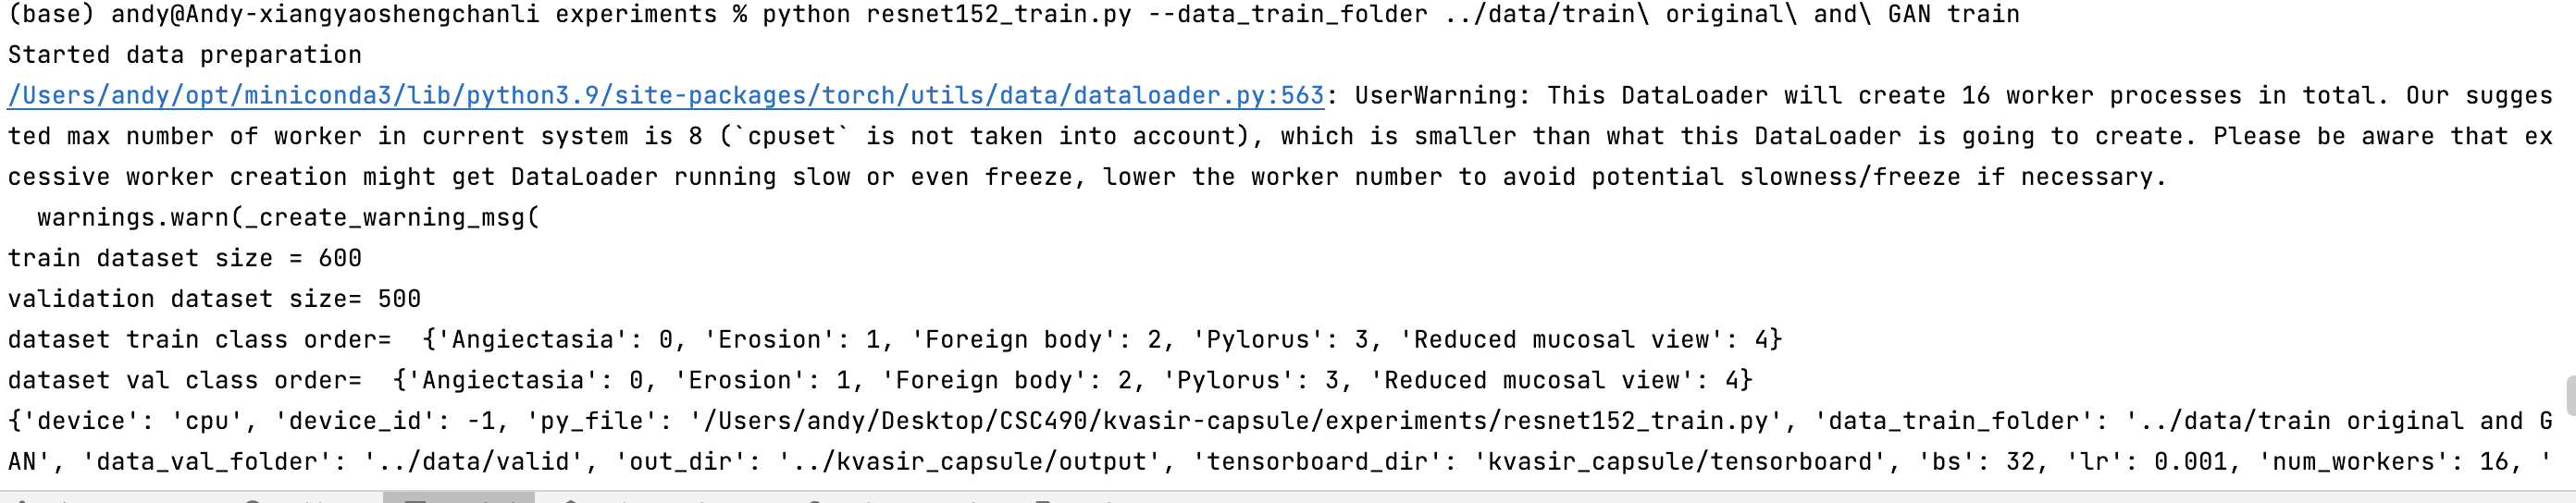 (base) andy@Andy-xiangyaoshengchanli experiments % python resnet152_train.py --data_train_folder ../data/train\ original\ and\ GAN train
Started data preparation
/Users/andy/opt/miniconda3/lib/python3.9/site-packages/torch/utils/data/dataloader.py:563: UserWarning: This DataLoader will create 16 worker processes in total. Our sugges
ted max number of worker in current system is 8 (`cpuset` is not taken into account), which is smaller than what this DataLoader is going to create. Please be aware that ex
cessive worker creation might get DataLoader running slow or even freeze, lower the worker number to avoid potential slowness/freeze if necessary.
  warnings.warn(_create_warning_msg(
train dataset size = 600
validation dataset size= 500
dataset train class order=  {'Angiectasia': 0, 'Erosion': 1, 'Foreign body': 2, 'Pylorus': 3, 'Reduced mucosal view': 4}
dataset val class order=  {'Angiectasia': 0, 'Erosion': 1, 'Foreign body': 2, 'Pylorus': 3, 'Reduced mucosal view': 4}
{'device': 'cpu', 'device_id': -1, 'py_file': '/Users/andy/Desktop/CSC490/kvasir-capsule/experiments/resnet152_train.py', 'data_train_folder': '../data/train original and G
AN', 'data_val_folder': '../data/valid', 'out_dir': '../kvasir_capsule/output', 'tensorboard_dir': 'kvasir_capsule/tensorboard', 'bs': 32, 'lr': 0.001, 'num_workers': 16, '